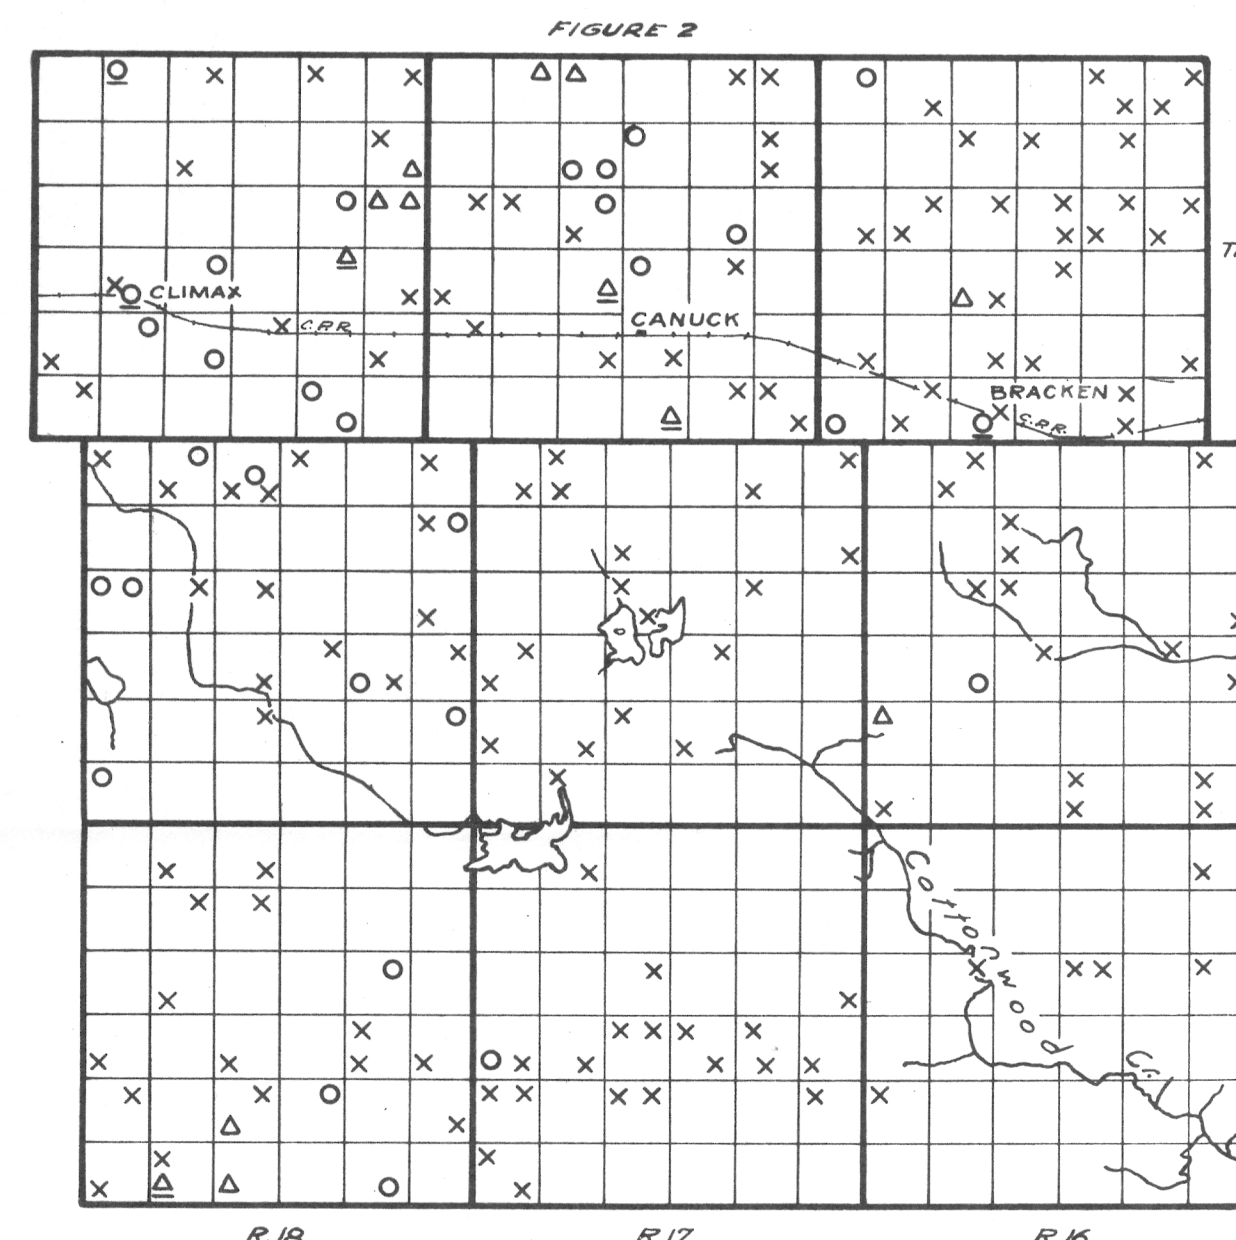 FIGURE 2
CLIMAX
C.P.R.
CANUCK
BRACKEN
C.P.R.
Cottonwood Cr.
R.18
R.17
R.16